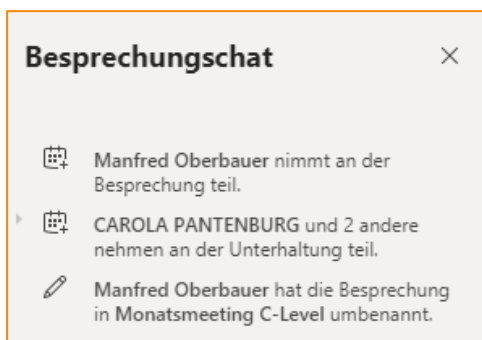 Besprechungschat
Manfred Oberbauer nimmt an der
Besprechung teil.
CAROLA PANTENBURG und 2 andere
nehmen an der Unterhaltung teil.
Manfred Oberbauer hat die Besprechung
in Monatsmeeting C-Level umbenannt.